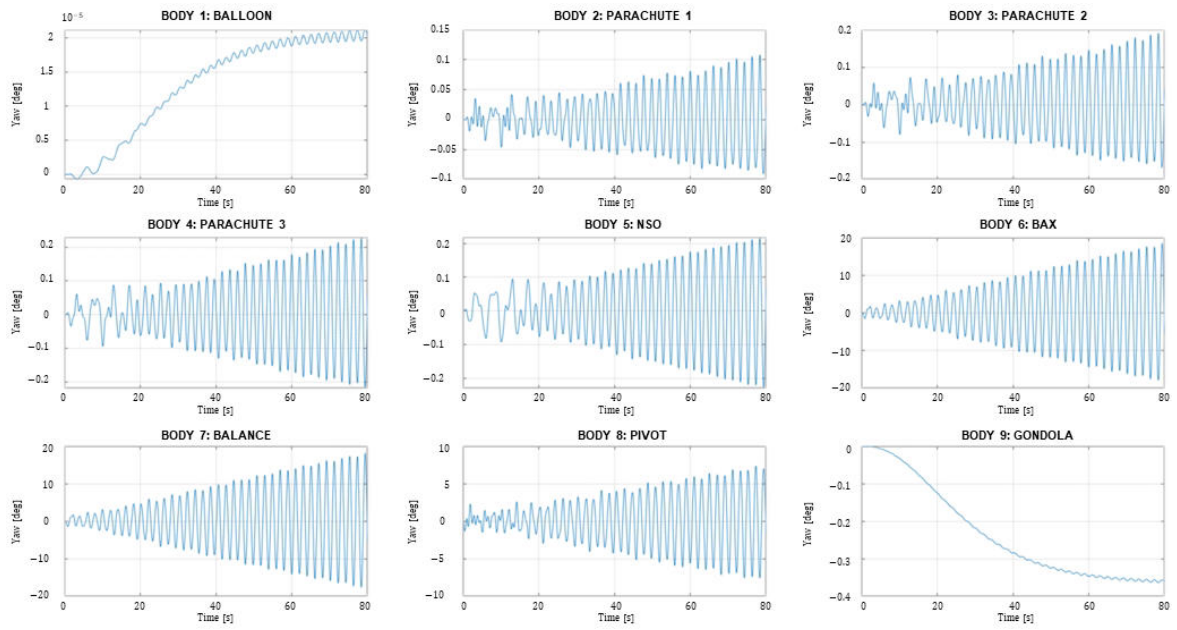 BODY 1: BALLOON
10⁻⁵
2
1.5
1
0.5
0
Yaw [deg]
0 20 40 60 80
Time [s]
BODY 2: PARACHUTE 1
0.15
0.1
0.05
0
−0.05
−0.1
Yaw [deg]
0 20 40 60 80
Time [s]
BODY 3: PARACHUTE 2
0.2
0.1
0
−0.1
−0.2
Yaw [deg]
0 20 40 60 80
Time [s]
BODY 4: PARACHUTE 3
0.2
0.1
0
−0.1
−0.2
Yaw [deg]
0 20 40 60 80
Time [s]
BODY 5: NSO
0.2
0.1
0
−0.1
−0.2
Yaw [deg]
0 20 40 60 80
Time [s]
BODY 6: BAX
20
10
0
−10
−20
Yaw [deg]
0 20 40 60 80
Time [s]
BODY 7: BALANCE
20
10
0
−10
−20
Yaw [deg]
0 20 40 60 80
Time [s]
BODY 8: PIVOT
10
5
0
−5
−10
Yaw [deg]
0 20 40 60 80
Time [s]
BODY 9: GONDOLA
0
−0.1
−0.2
−0.3
−0.4
Yaw [deg]
0 20 40 60 80
Time [s]